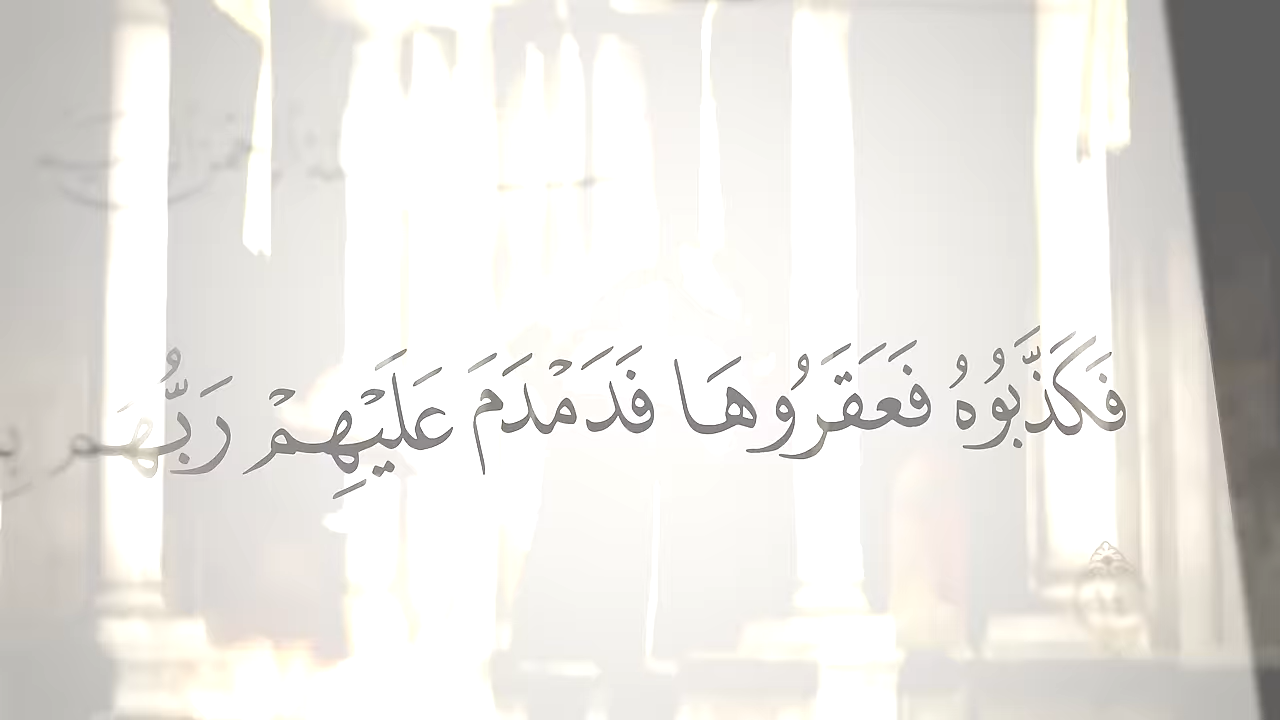 فَكَذَّبُوهُ فَعَقَرُوهَا فَدَمْدَمَ عَلَيْهِمْ رَبُّهَم